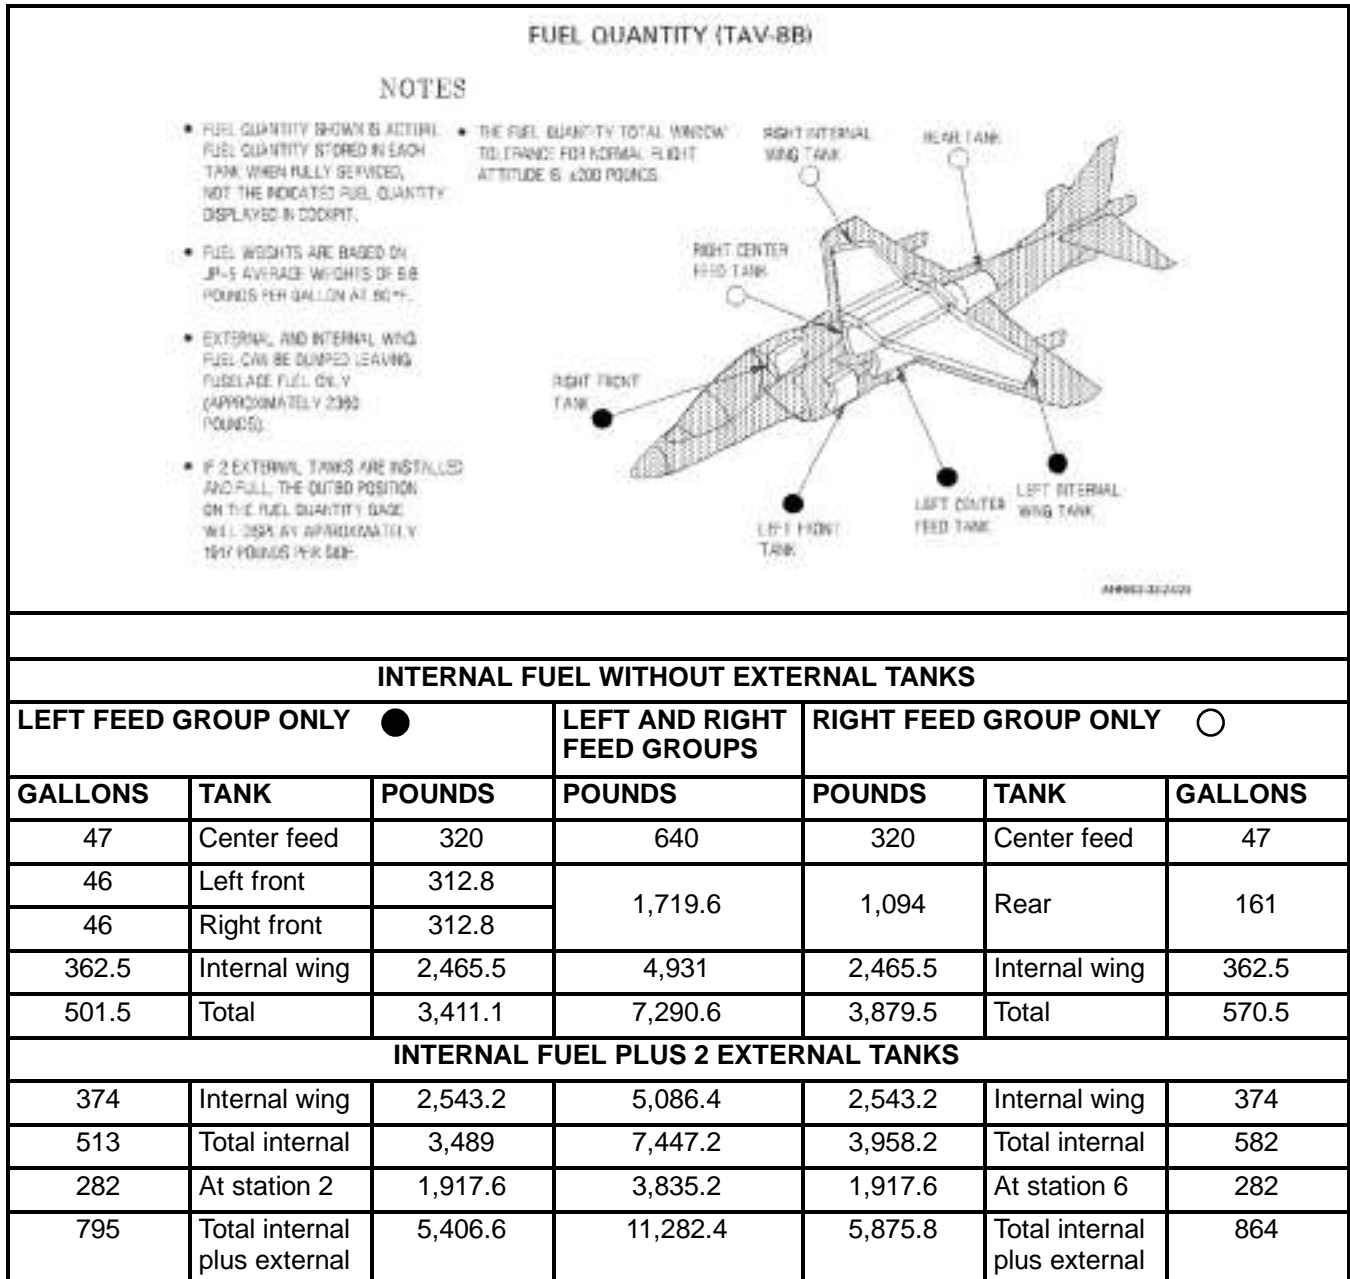 FUEL QUANTITY (TAV-8B)
NOTES
• FUEL QUANTITY SHOWN IS ACTUAL
FUEL QUANTITY STORED IN EACH
TANK WHEN FULLY SERVICED,
NOT THE INDICATED FUEL QUANTITY
DISPLAYED IN COCKPIT.
• FUEL WEIGHTS ARE BASED ON
JP-5 AVERAGE WEIGHTS OF 6.8
POUNDS PER GALLON AT 60 °F.
• EXTERNAL AND INTERNAL WING
FUEL CAN BE DUMPED LEAVING
FUSELAGE FUEL ONLY
(APPROXIMATELY 2360
POUNDS).
• IF 2 EXTERNAL TANKS ARE INSTALLED
AND FULL, THE OUTBD POSITION
ON THE FUEL QUANTITY GAGE
WILL DISPLAY APPROXIMATELY
1917 POUNDS PER SIDE.
• THE FUEL QUANTITY TOTAL WINDOW
TOLERANCE FOR NORMAL FLIGHT
ATTITUDE IS ±200 POUNDS.
RIGHT INTERNAL
WING TANK
REAR TANK
RIGHT CENTER
FEED TANK
RIGHT FRONT
TANK
LEFT FRONT
TANK
LEFT CENTER
FEED TANK
LEFT INTERNAL
WING TANK
INTERNAL FUEL WITHOUT EXTERNAL TANKS
LEFT FEED GROUP ONLY ● LEFT AND RIGHT FEED GROUPS RIGHT FEED GROUP ONLY ○
GALLONS TANK POUNDS POUNDS POUNDS TANK GALLONS
47 Center feed 320 640 320 Center feed 47
46 Left front 312.8 1,719.6 1,094 Rear 161
46 Right front 312.8
362.5 Internal wing 2,465.5 4,931 2,465.5 Internal wing 362.5
501.5 Total 3,411.1 7,290.6 3,879.5 Total 570.5
INTERNAL FUEL PLUS 2 EXTERNAL TANKS
374 Internal wing 2,543.2 5,086.4 2,543.2 Internal wing 374
513 Total internal 3,489 7,447.2 3,958.2 Total internal 582
282 At station 2 1,917.6 3,835.2 1,917.6 At station 6 282
795 Total internal plus external 5,406.6 11,282.4 5,875.8 Total internal plus external 864